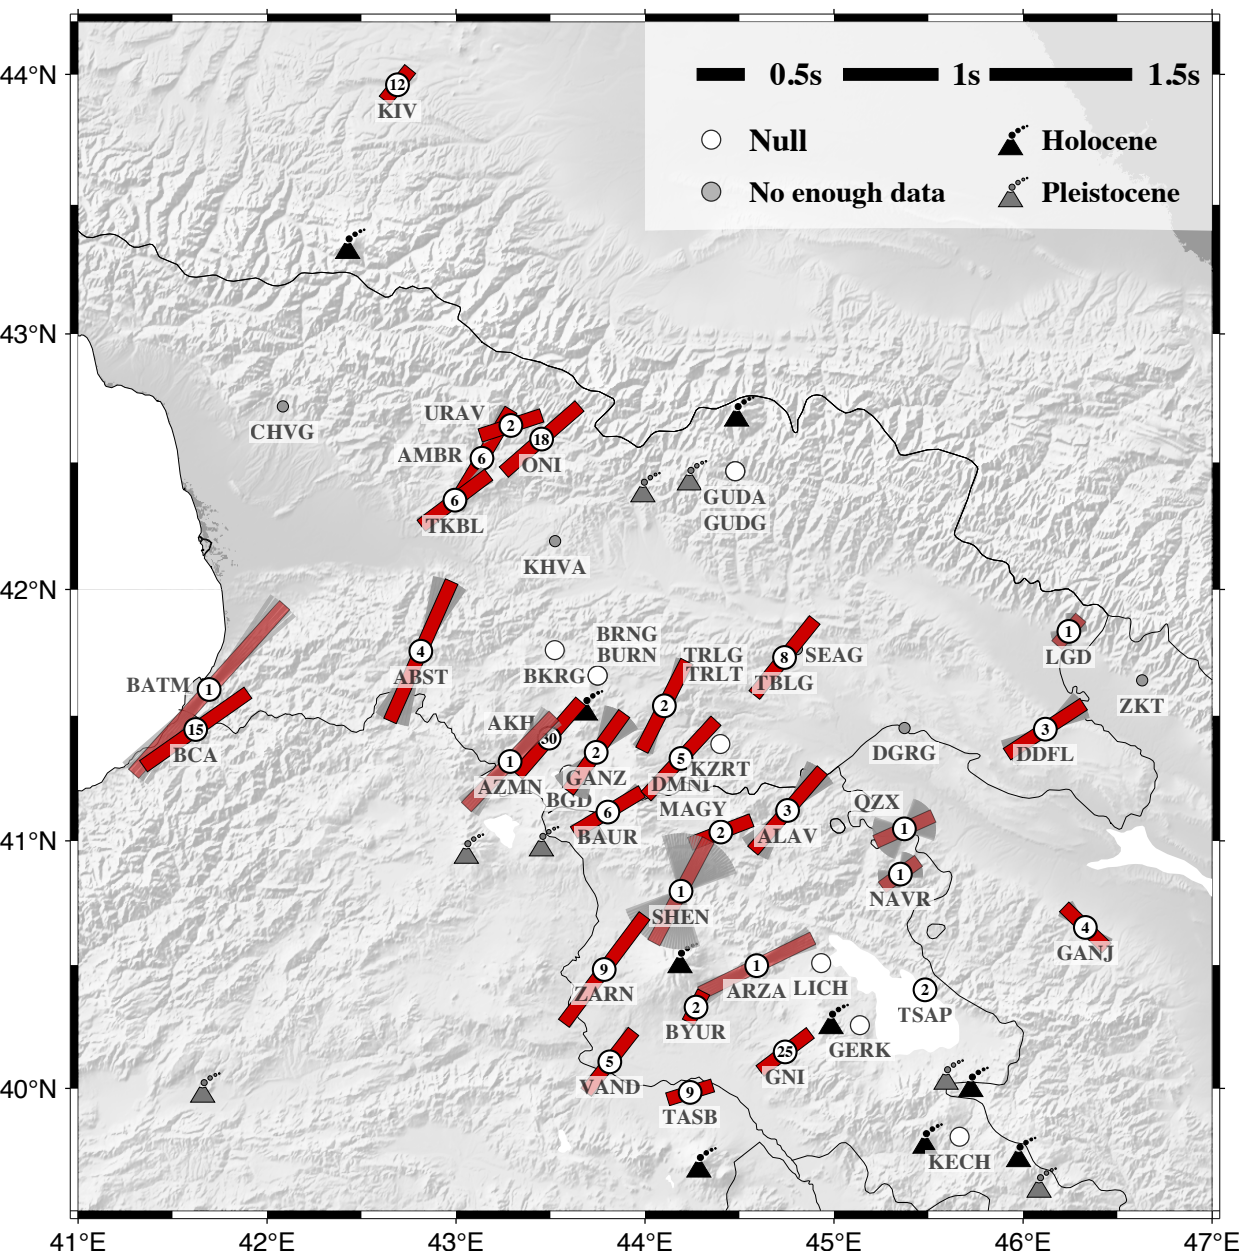 44°N
43°N
42°N
41°N
40°N
41°E
42°E
43°E
44°E
45°E
46°E
47°E
0.5s
1s
1.5s
Null
Holocene
No enough data
Pleistocene
12
KIV
CHVG
URAV
2
AMBR
6
18
ONI
6
TKBL
GUDA
GUDG
KHVA
4
ABST
BATM
1
15
BCA
BRNG
BURN
BKRG
TRLG
TRLT
2
8
SEAG
TBLG
1
LGD
ZKT
3
DDFL
DGRG
AKH
30
1
AZMN
2
GANZ
5
KZRT
DMNI
BGD
6
BAUR
MAGY
2
3
ALAV
QZX
1
1
NAVR
1
SHEN
4
GANJ
9
ZARN
1
ARZA
LICH
2
TSAP
2
BYUR
GERK
25
GNI
5
VAND
9
TASB
KECH